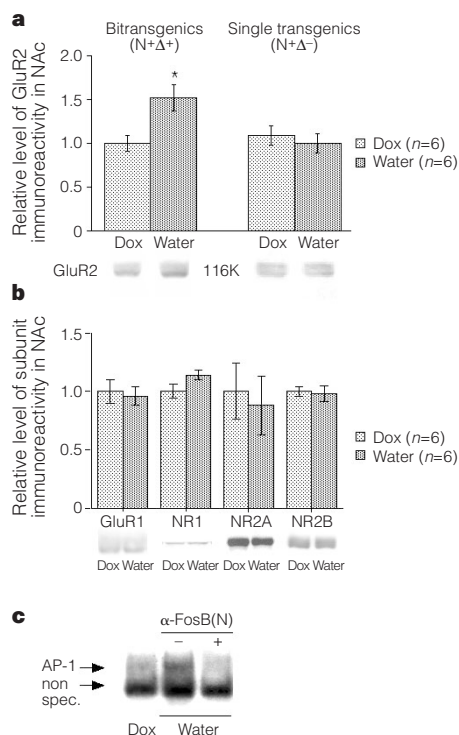 a
Bitransgenics Single transgenics
(N+Δ+) (N+Δ–)
Relative level of GluR2
immunoreactivity in NAc
2.0
1.5
1.0
0.5
0
*
Dox (n=6)
Water (n=6)
Dox Water Dox Water
GluR2 116K
b
Relative level of subunit
immunoreactivity in NAc
1.5
1.0
0.5
0
Dox (n=6)
Water (n=6)
GluR1 NR1 NR2A NR2B
Dox Water Dox Water Dox Water Dox Water
c
α-FosB(N)
– +
AP-1
non
spec.
Dox Water